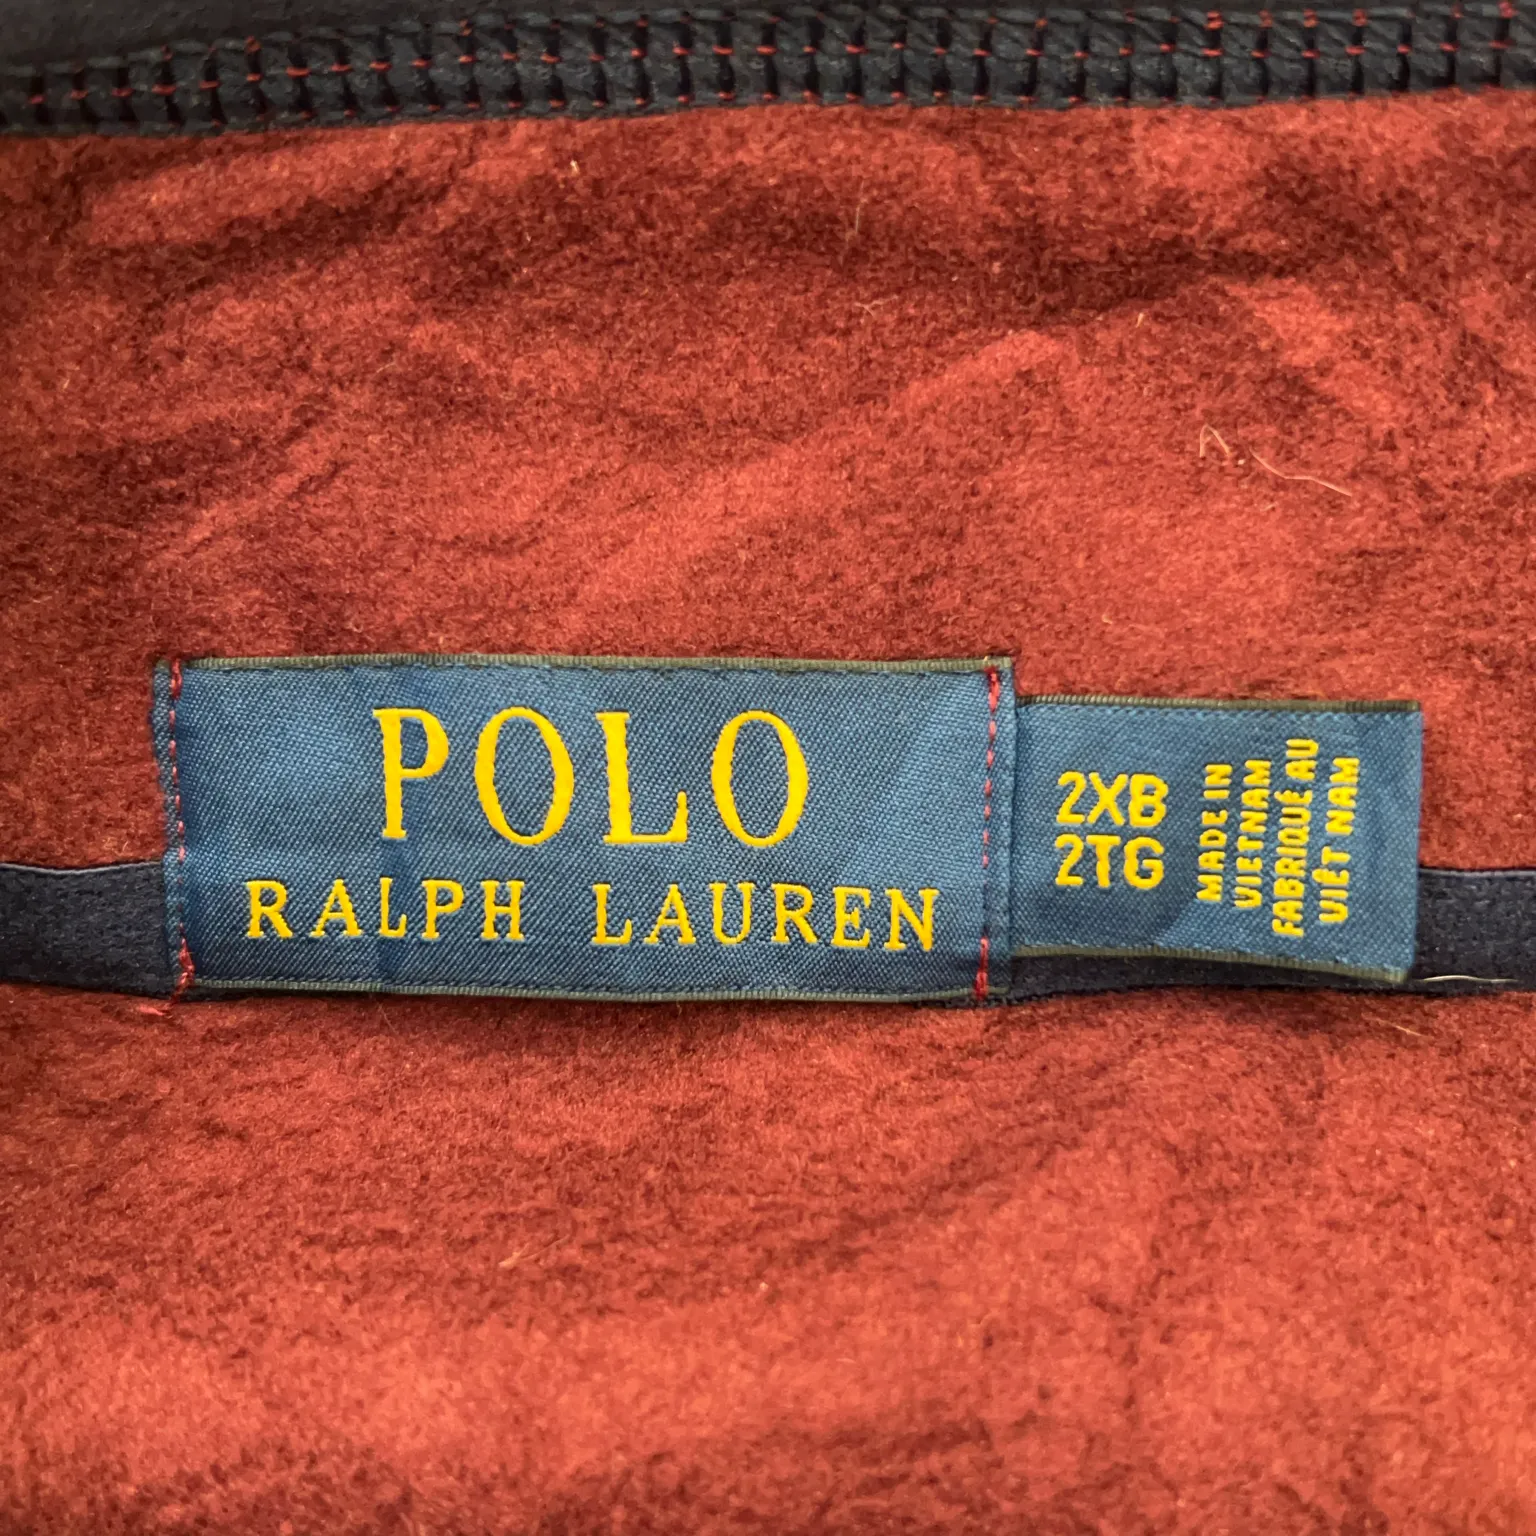 POLO
RALPH LAUREN
2XB
2TG
MADE IN
VIETNAM
FABRIQUÉ AU
VIÊT NAM